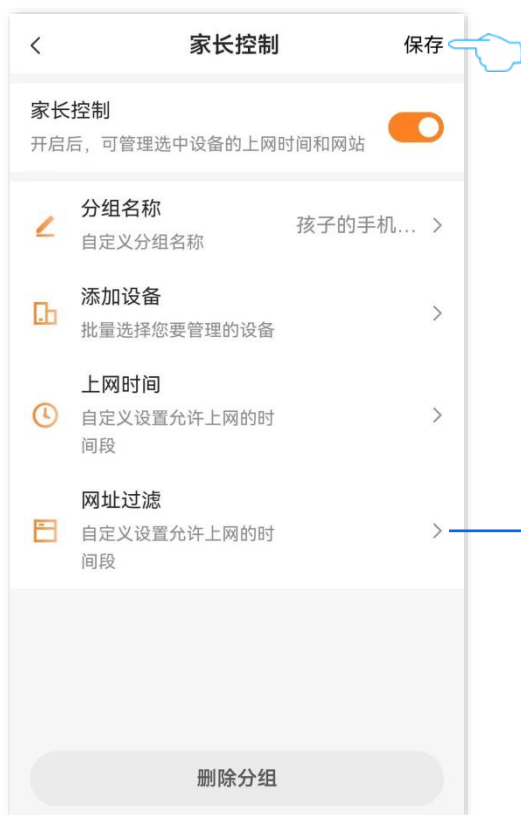 家长控制
保存
家长控制
开启后，可管理选中设备的上网时间和网站
分组名称
孩子的手机...
自定义分组名称
添加设备
批量选择您要管理的设备
上网时间
自定义设置允许上网的时
间段
网址过滤
自定义设置允许上网的时
间段
删除分组